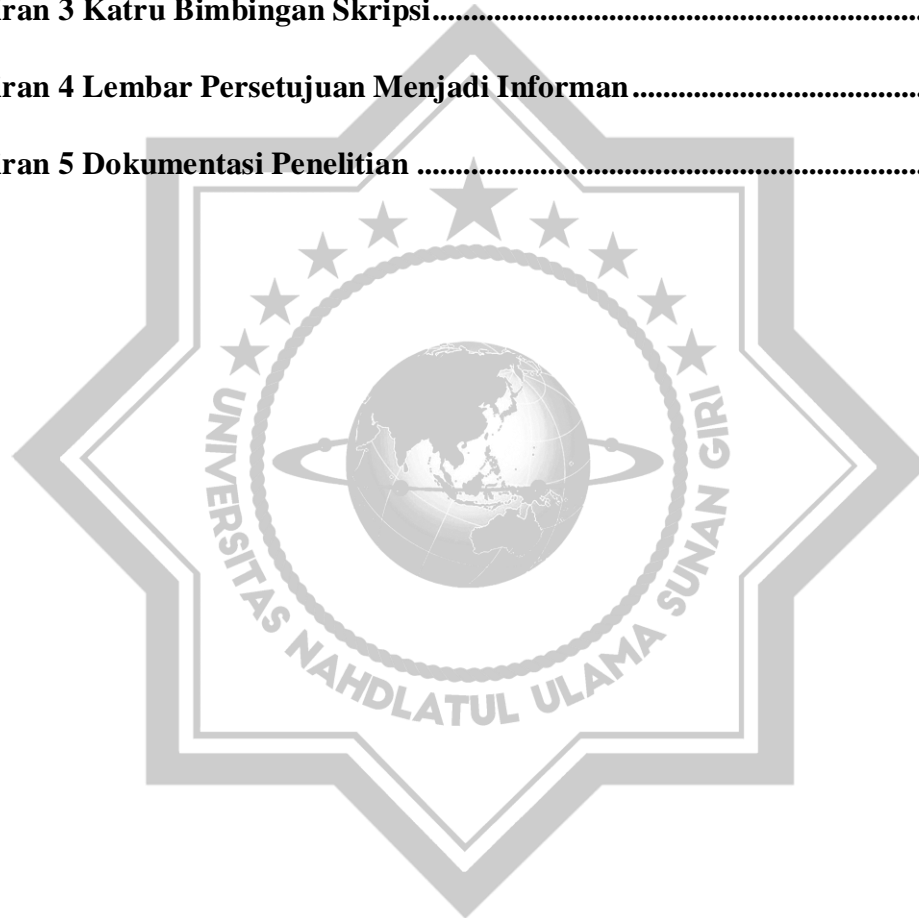 ran 3 Katru Bimbingan Skripsi.....................................................................
ran 4 Lembar Persetujuan Menjadi Informan.........................................
ran 5 Dokumentasi Penelitian .......................................................................
UNIVERSITAS NAHDLATUL ULAMA SUNAN GIRI